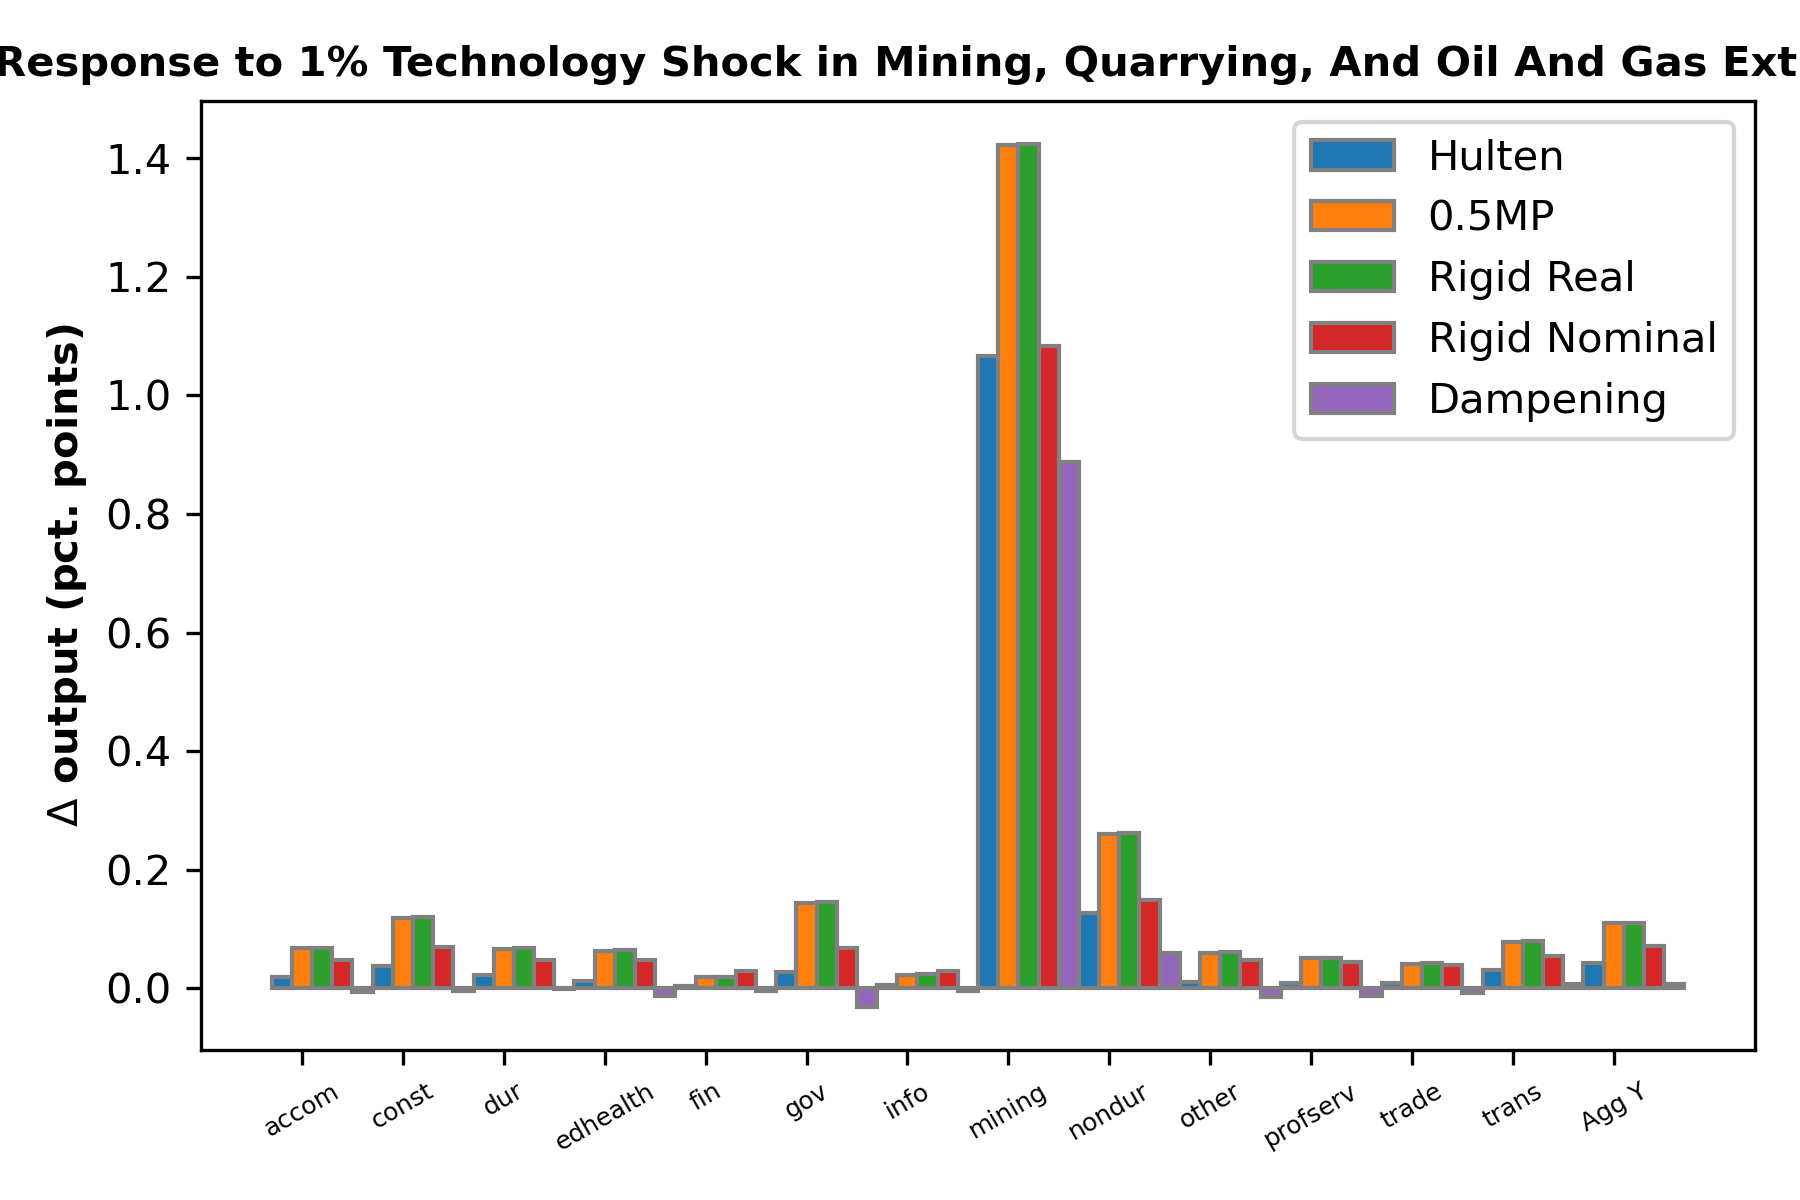 Response to 1% Technology Shock in Mining, Quarrying, And Oil And Gas Ext
Δ output (pct. points)
1.4
1.2
1.0
0.8
0.6
0.4
0.2
0.0
Hulten
0.5MP
Rigid Real
Rigid Nominal
Dampening
accom
const
dur
edhealth
fin
gov
info
mining
nondur
other
profserv
trade
trans
Agg Y